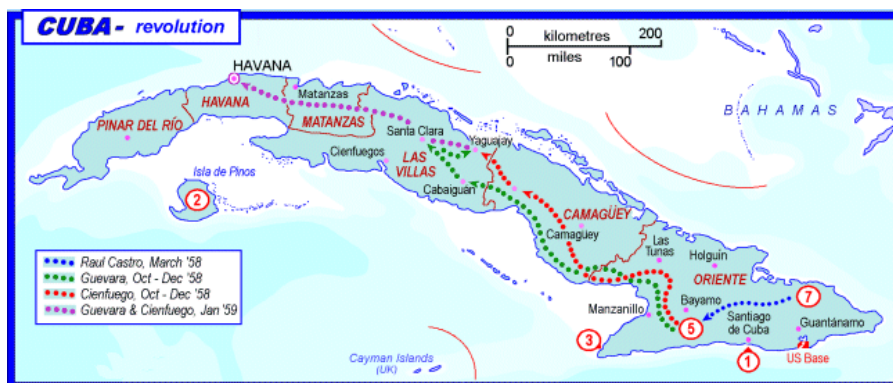 CUBA- revolution
0 kilometres 200
0 miles 100
HAVANA
Matanzas
HAVANA
MATANZAS
PINAR DEL RÍO
BAHAMAS
Santa Clara
Yaguajay
Cienfuegos
LAS
VILLAS
Isla de Pinos
Cabaiguán
2
CAMAGÜEY
Camagüey
Las
Tunas
Holguín
ORIENTE
Raul Castro, March '58
Guevara, Oct - Dec '58
Cienfuego, Oct - Dec '58
Guevara & Cienfuego, Jan '59
7
Manzanillo
Bayamo
5
Santiago
de Cuba
Guantánamo
3
1
US Base
Cayman Islands
(UK)